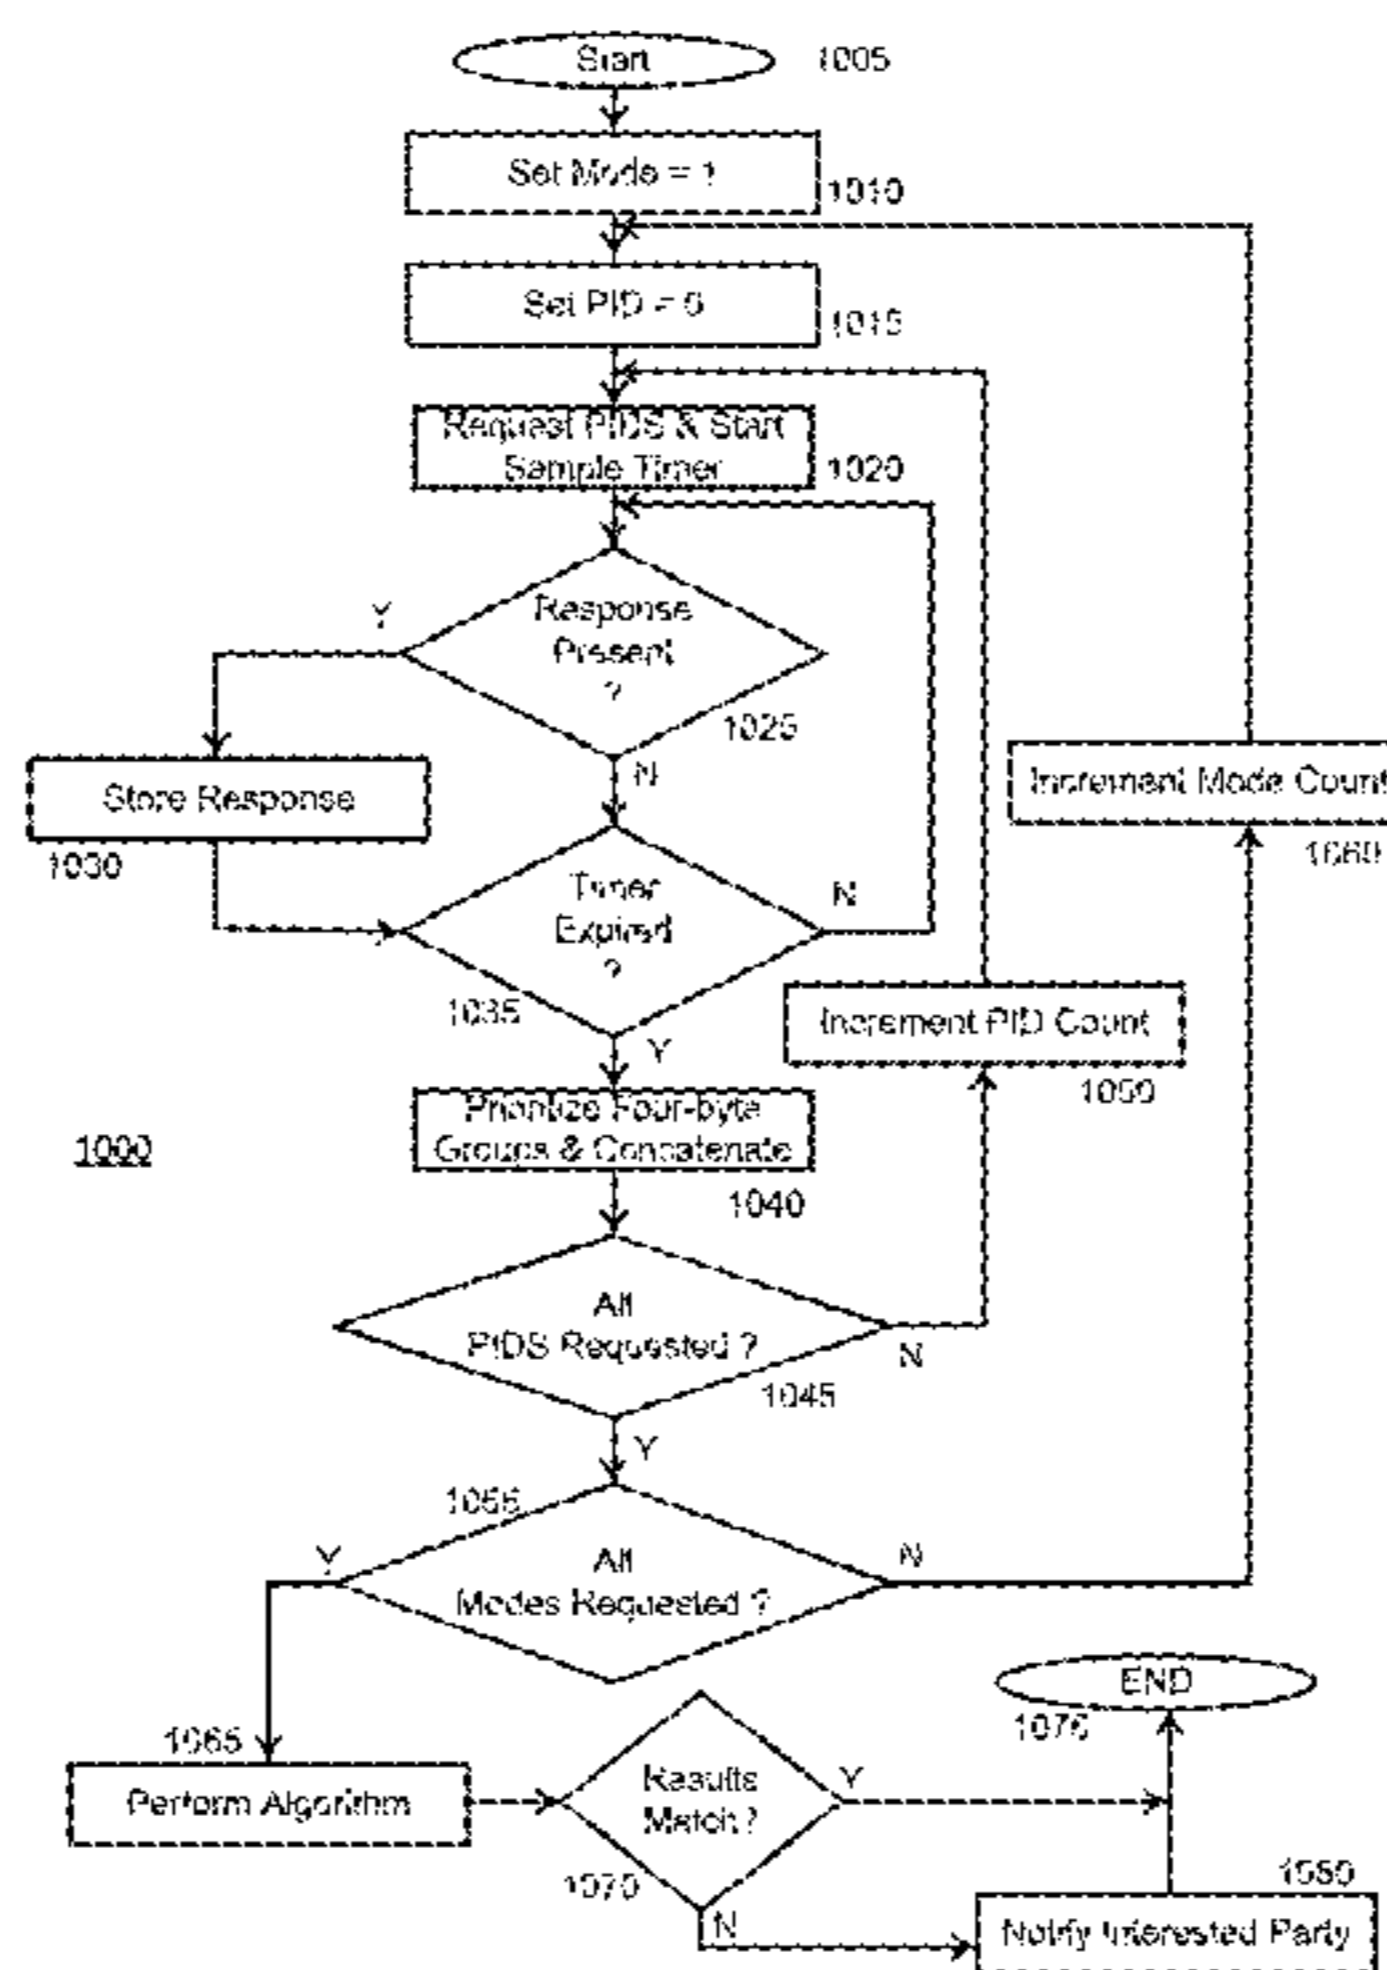 Start
1005
Set Mode = 1
1010
Set PID = 0
1015
Request PIDS & Start
Sample Timer
1020
Response
Present
?
Y
1025
N
Store Response
1030
Increment Mode Count
1060
Timer
Expired
?
N
1035
Y
Increment PID Count
1050
Prioritize Four-byte
Groups & Concatenate
1000
1040
All
PIDS Requested ?
N
1045
Y
1055
Y
All
Modes Requested ?
N
END
1075
1065
Perform Algorithm
Results
Match?
Y
1070
N
1080
Notify Interested Party